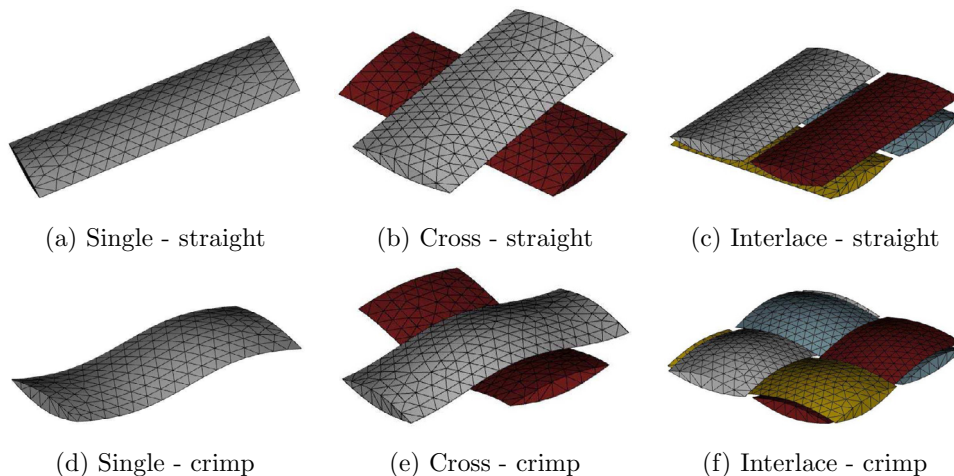 (a) Single - straight
(b) Cross - straight
(c) Interlace - straight
(d) Single - crimp
(e) Cross - crimp
(f) Interlace - crimp